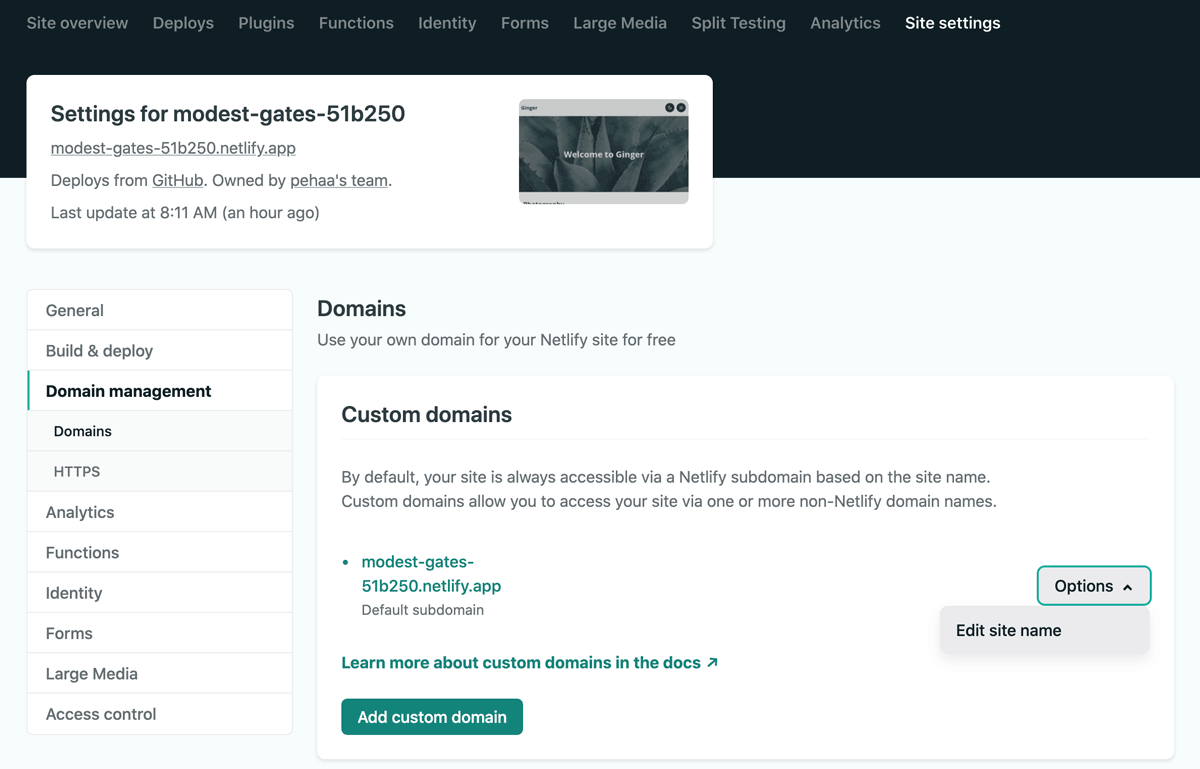 Site overview Deploys Plugins Functions Identity Forms Large Media Split Testing Analytics Site settings
Settings for modest-gates-51b250
modest-gates-51b250.netlify.app
Deploys from GitHub. Owned by pehaa's team.
Last update at 8:11 AM (an hour ago)
Ginger
Welcome to Ginger
Photography
General
Build & deploy
Domain management
Domains
HTTPS
Analytics
Functions
Identity
Forms
Large Media
Access control
Domains
Use your own domain for your Netlify site for free
Custom domains
By default, your site is always accessible via a Netlify subdomain based on the site name.
Custom domains allow you to access your site via one or more non-Netlify domain names.
modest-gates-
51b250.netlify.app
Default subdomain
Options
Edit site name
Learn more about custom domains in the docs ↗
Add custom domain